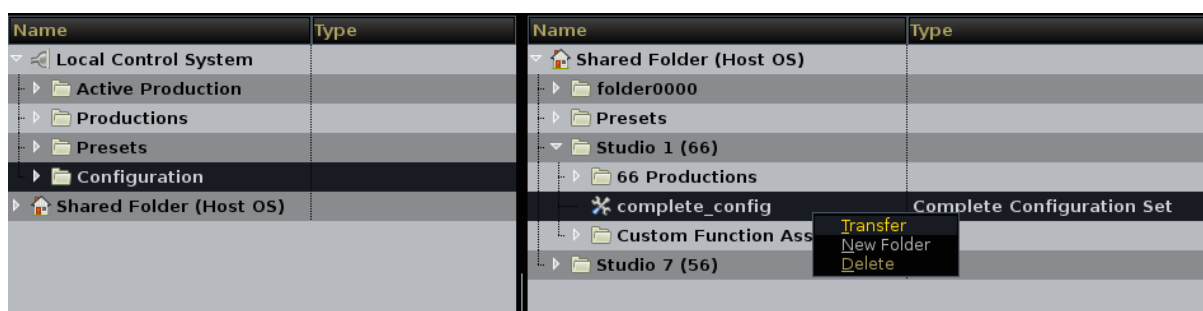 Name Type
Local Control System
Active Production
Productions
Presets
Configuration
Shared Folder (Host OS)
Name Type
Shared Folder (Host OS)
folder0000
Presets
Studio 1 (66)
66 Productions
complete_config Complete Configuration Set
Custom Function Ass
Studio 7 (56)
Transfer
New Folder
Delete